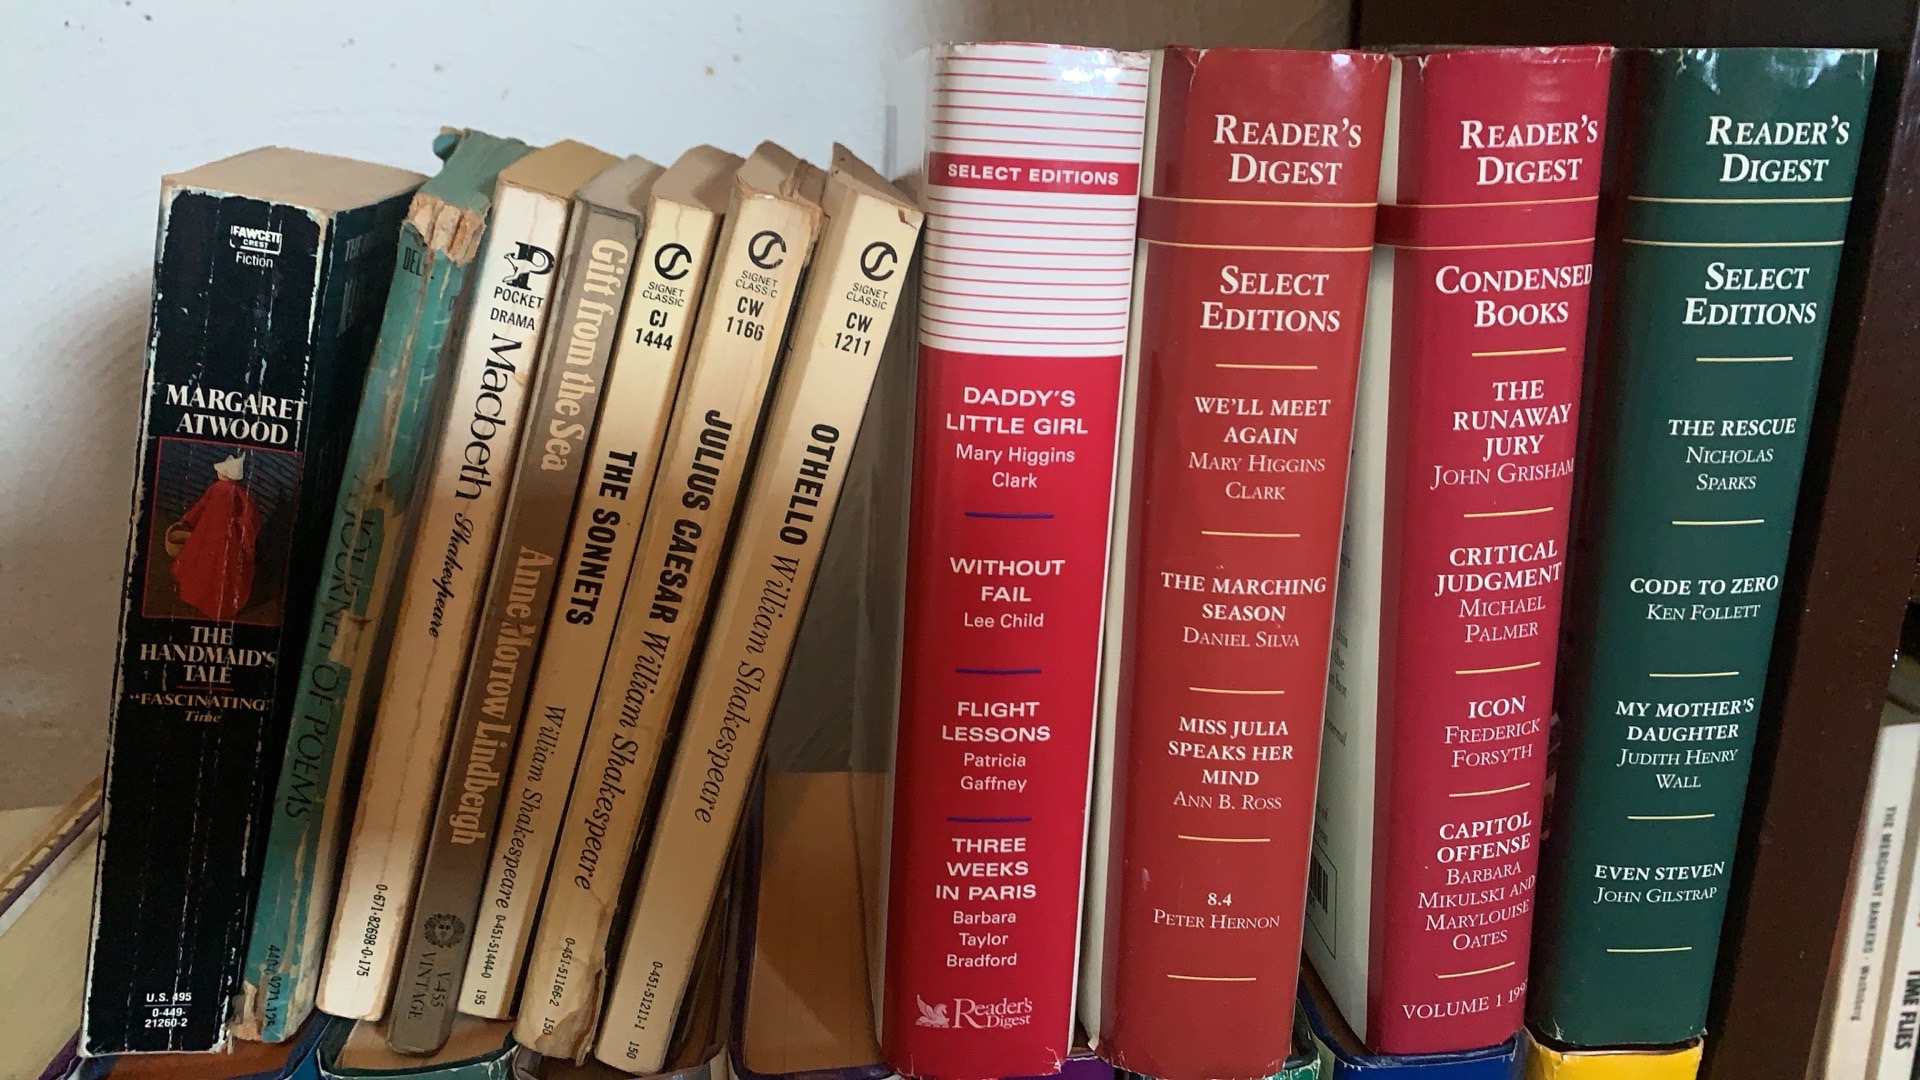 FAWCETT
CREST
Fiction
MARGARET
ATWOOD
THE
HANDMAID'S
TALE
"FASCINATING"
Time
U.S. 495
0-449-
21260-2
JOURNEY OF POEMS
POCKET
DRAMA
Macbeth Shakespeare
0-671-82698-0·175
Gift from the Sea Anne Morrow Lindbergh
V-455
VINTAGE
SIGNET
CLASSIC
CJ
1444
THE SONNETS William Shakespeare
0-451-51444-0 195
SIGNET
CLASSIC
CW
1166
JULIUS CAESAR William Shakespeare
0-451-51166-2 150
SIGNET
CLASSIC
CW
1211
OTHELLO William Shakespeare
0-451-51211-1 150
SELECT EDITIONS
DADDY'S
LITTLE GIRL
Mary Higgins
Clark
WITHOUT
FAIL
Lee Child
FLIGHT
LESSONS
Patricia
Gaffney
THREE
WEEKS
IN PARIS
Barbara
Taylor
Bradford
Reader's
Digest
READER'S
DIGEST
SELECT
EDITIONS
WE'LL MEET
AGAIN
MARY HIGGINS
CLARK
THE MARCHING
SEASON
DANIEL SILVA
MISS JULIA
SPEAKS HER
MIND
ANN B. ROSS
8.4
PETER HERNON
READER'S
DIGEST
CONDENSED
BOOKS
THE
RUNAWAY
JURY
JOHN GRISHAM
CRITICAL
JUDGMENT
MICHAEL
PALMER
ICON
FREDERICK
FORSYTH
CAPITOL
OFFENSE
BARBARA
MIKULSKI AND
MARYLOUISE
OATES
VOLUME 1 199
READER'S
DIGEST
SELECT
EDITIONS
THE RESCUE
NICHOLAS
SPARKS
CODE TO ZERO
KEN FOLLETT
MY MOTHER'S
DAUGHTER
JUDITH HENRY
WALL
EVEN STEVEN
JOHN GILSTRAP
THE MERCHANT BANKERS
TIME FLIES